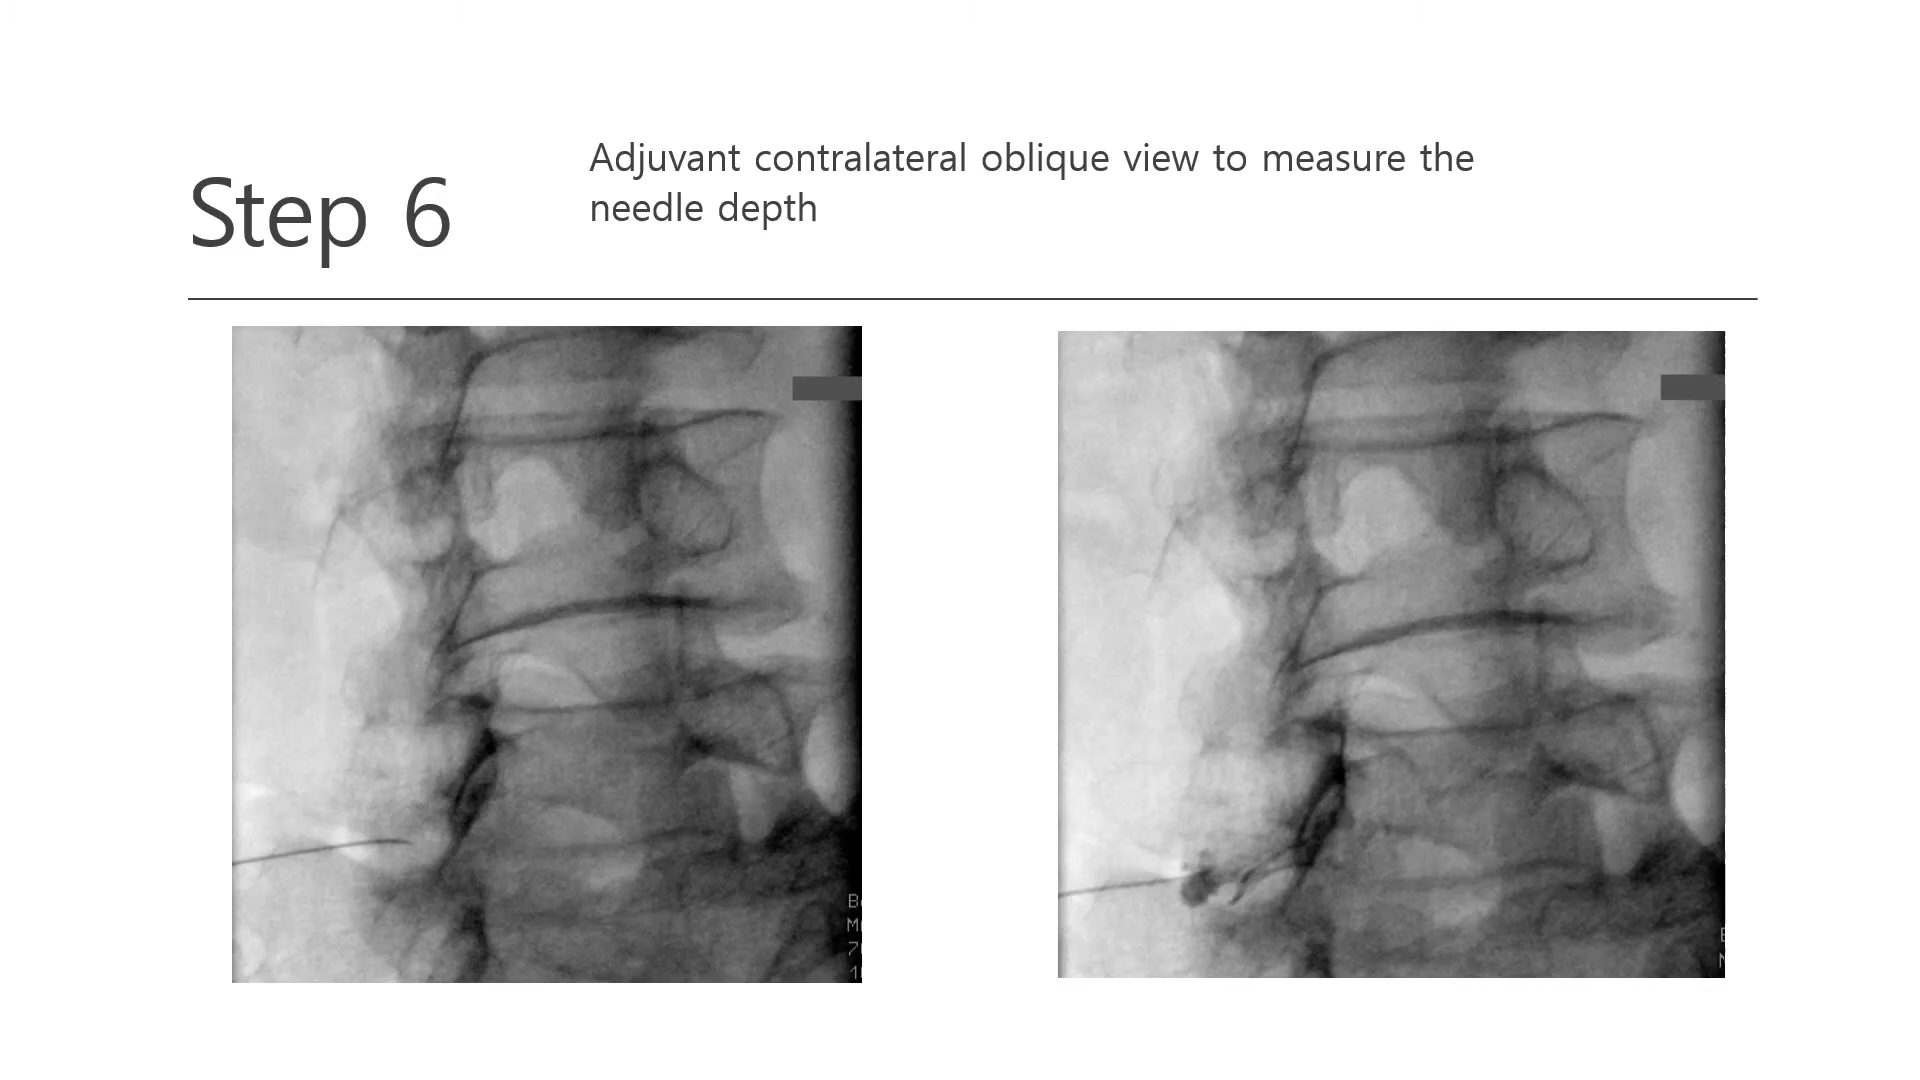 Step 6
Adjuvant contralateral oblique view to measure the
needle depth